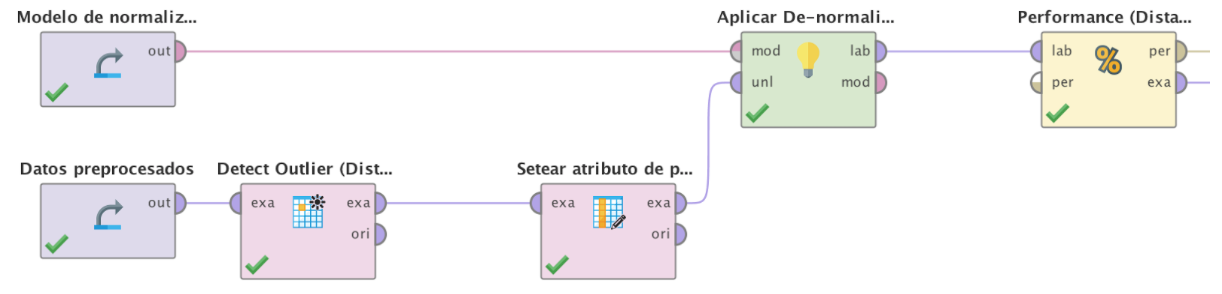 Modelo de normaliz...
out
Aplicar De-normali...
mod
lab
unl
mod
Performance (Dista...
lab
per
%
per
exa
Datos preprocesados
out
Detect Outlier (Dist...
exa
exa
ori
Setear atributo de p...
exa
exa
ori